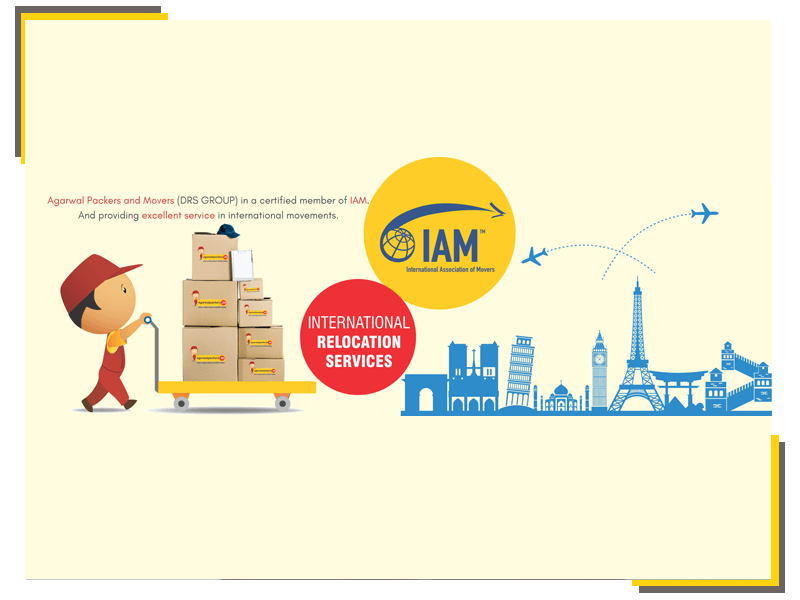 Agarwal Packers and Movers (DRS GROUP) in a certified member of IAM.
And providing excellent service in international movements.
IAM™
International Association of Movers
INTERNATIONAL
RELOCATION
SERVICES